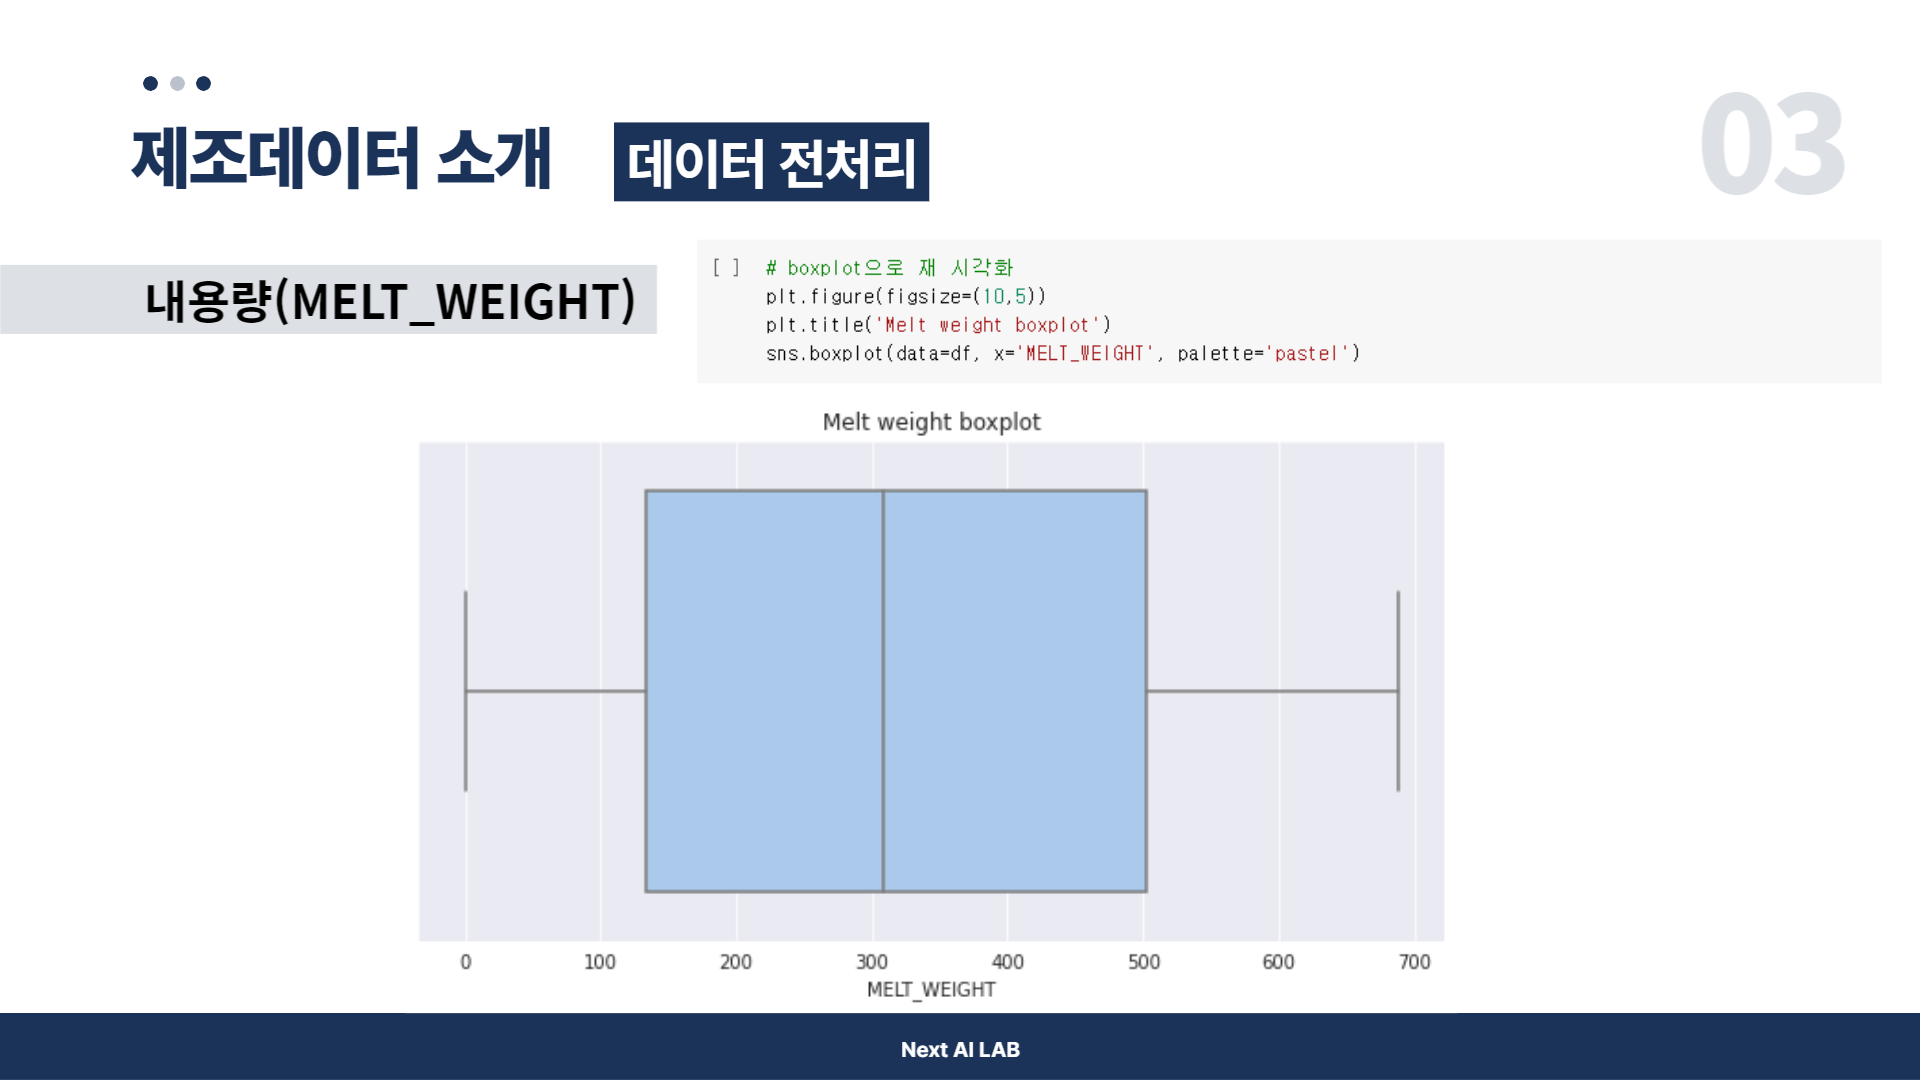 제조데이터 소개
데이터 전처리
03
내용량(MELT_WEIGHT)
[ ] # boxplot으로 재 시각화
plt.figure(figsize=(10,5))
plt.title('Melt weight boxplot')
sns.boxplot(data=df, x='MELT_WEIGHT', palette='pastel')
Melt weight boxplot
0 100 200 300 400 500 600 700
MELT_WEIGHT
Next AI LAB